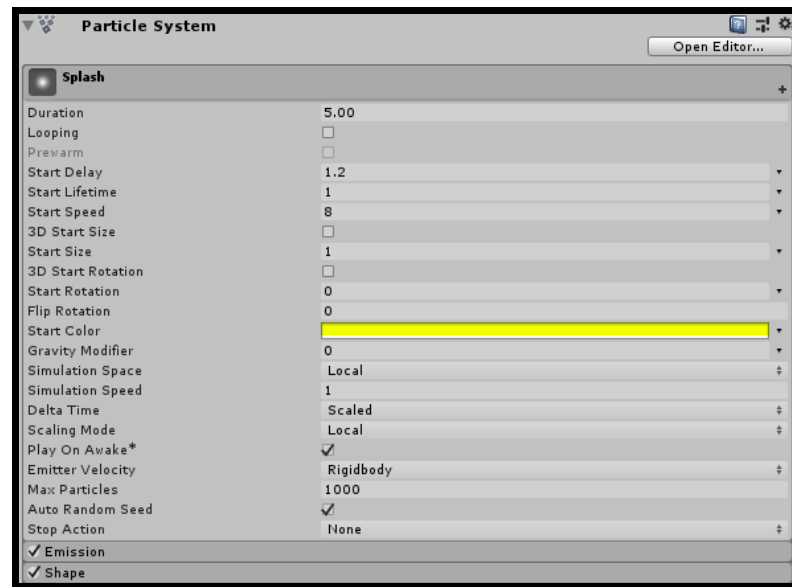 Particle System
Open Editor...
Splash
Duration 5.00
Looping
Prewarm
Start Delay 1.2
Start Lifetime 1
Start Speed 8
3D Start Size
Start Size 1
3D Start Rotation
Start Rotation 0
Flip Rotation 0
Start Color
Gravity Modifier 0
Simulation Space Local
Simulation Speed 1
Delta Time Scaled
Scaling Mode Local
Play On Awake*
Emitter Velocity Rigidbody
Max Particles 1000
Auto Random Seed
Stop Action None
Emission
Shape